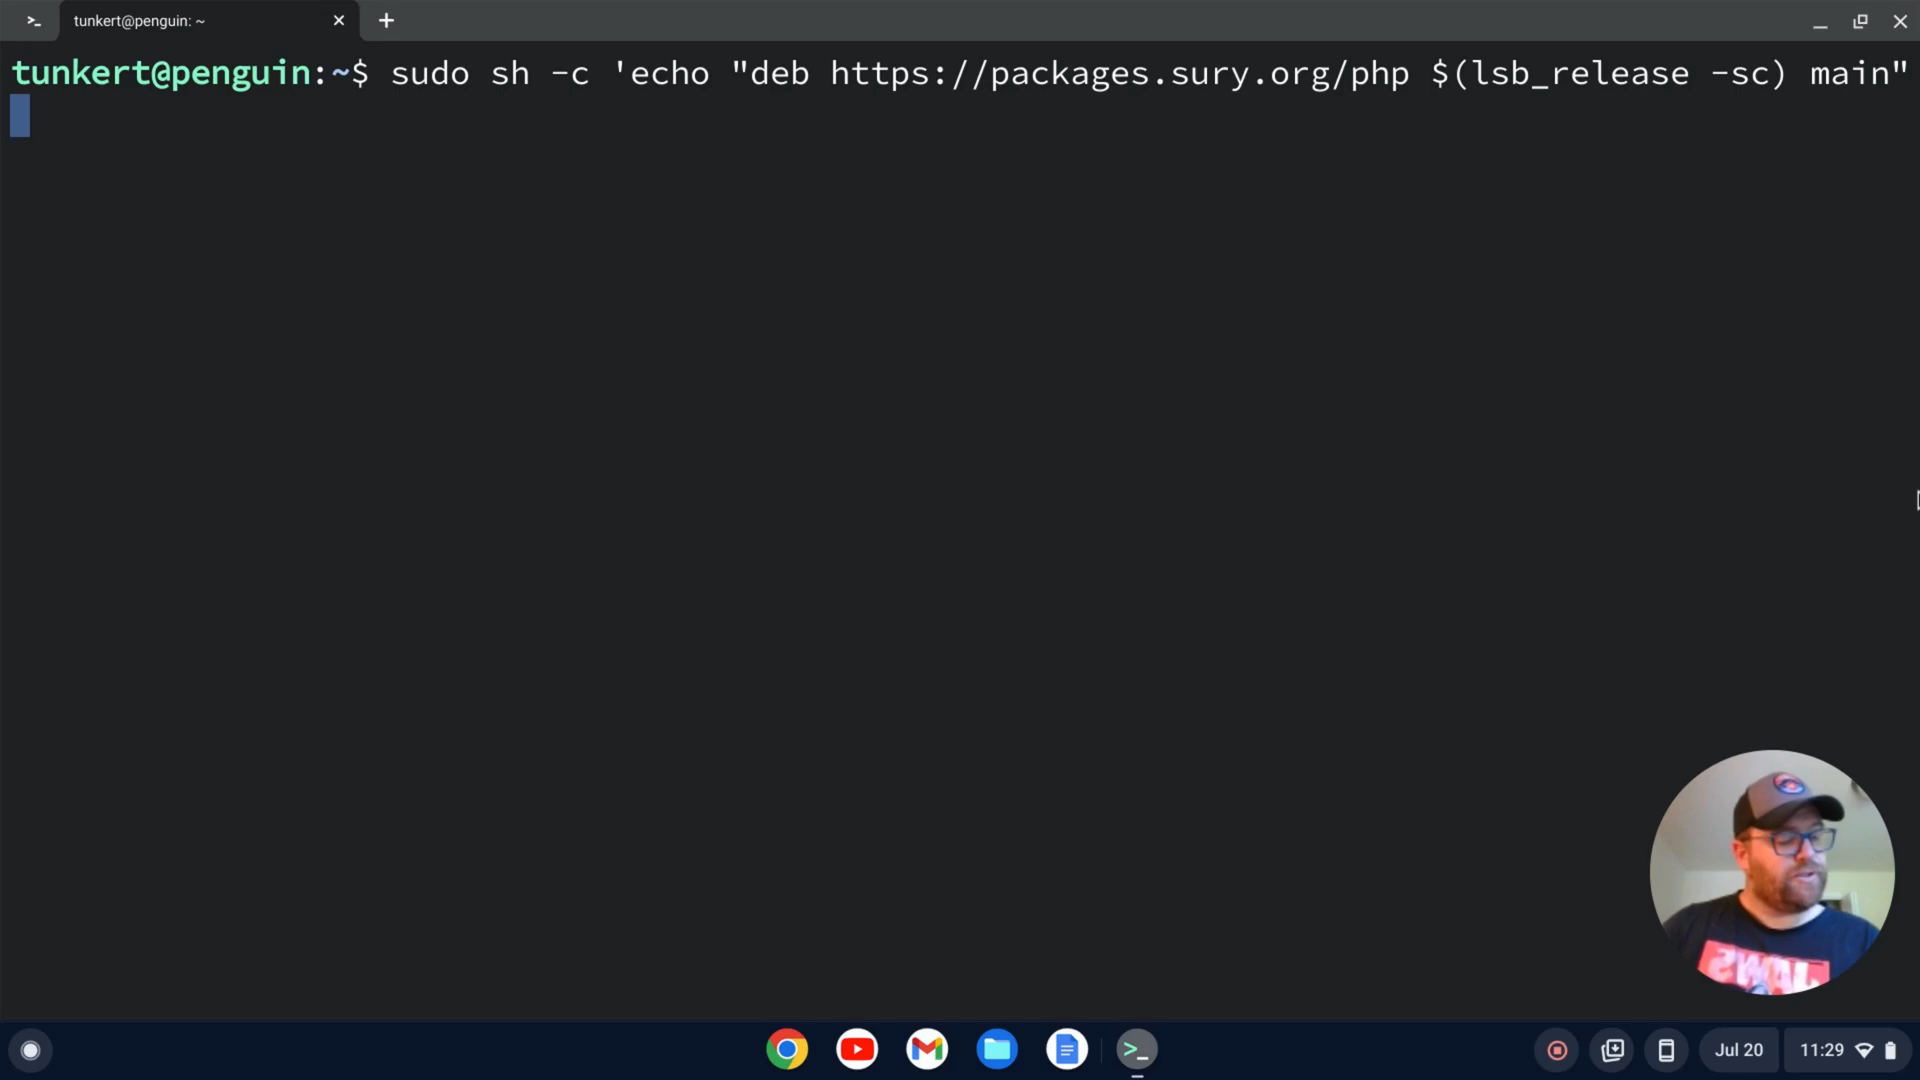 >_ tunkert@penguin: ~
tunkert@penguin:~$ sudo sh -c 'echo "deb https://packages.sury.org/php $(lsb_release -sc) main"
JAWS
Jul 20
11:29